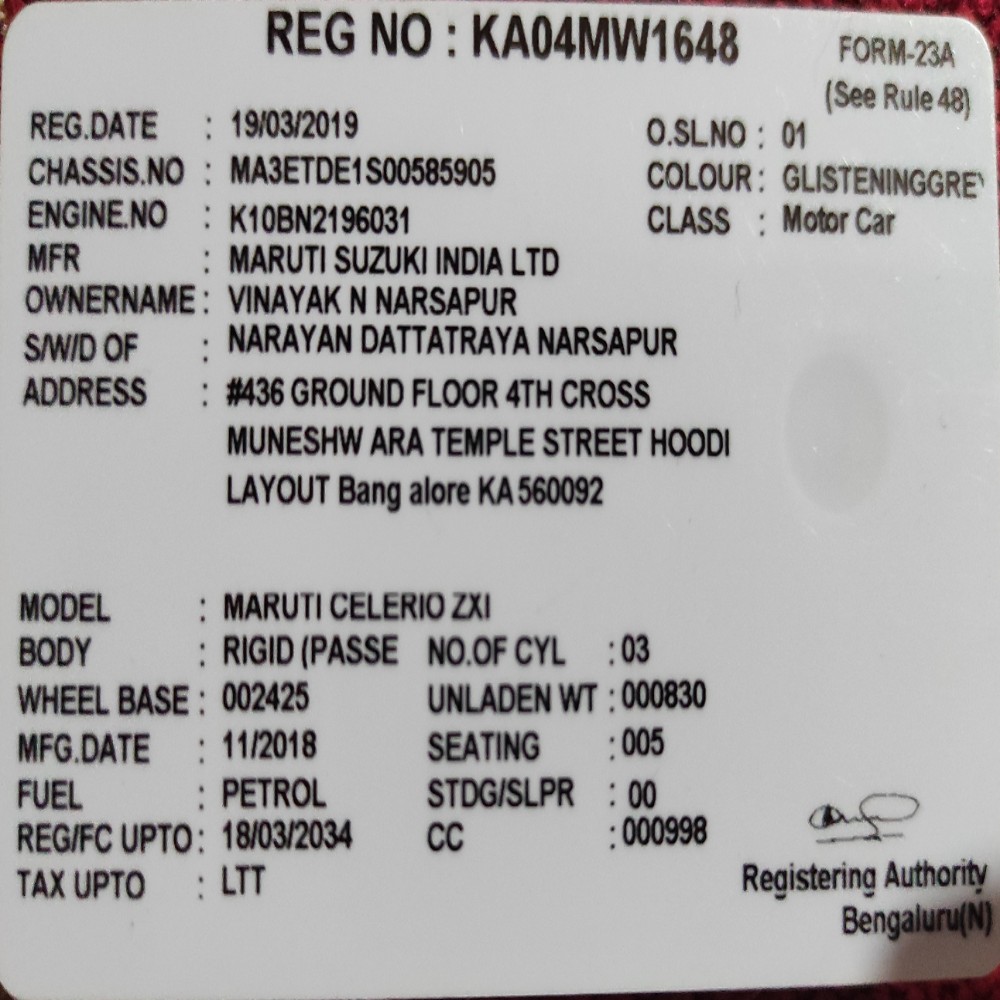 REG NO : KA04MW1648
FORM-23A
(See Rule 48)
REG.DATE : 19/03/2019 O.SL.NO : 01
CHASSIS.NO : MA3ETDE1S00585905 COLOUR : GLISTENINGGREY
ENGINE.NO : K10BN2196031 CLASS : Motor Car
MFR : MARUTI SUZUKI INDIA LTD
OWNERNAME : VINAYAK N NARSAPUR
S/W/D OF : NARAYAN DATTATRAYA NARSAPUR
ADDRESS : #436 GROUND FLOOR 4TH CROSS
MUNESHW ARA TEMPLE STREET HOODI
LAYOUT Bang alore KA 560092
MODEL : MARUTI CELERIO ZXI
BODY : RIGID (PASSE NO.OF CYL : 03
WHEEL BASE : 002425 UNLADEN WT : 000830
MFG.DATE : 11/2018 SEATING : 005
FUEL : PETROL STDG/SLPR : 00
REG/FC UPTO : 18/03/2034 CC : 000998
TAX UPTO : LTT
Registering Authority
Bengaluru(N)